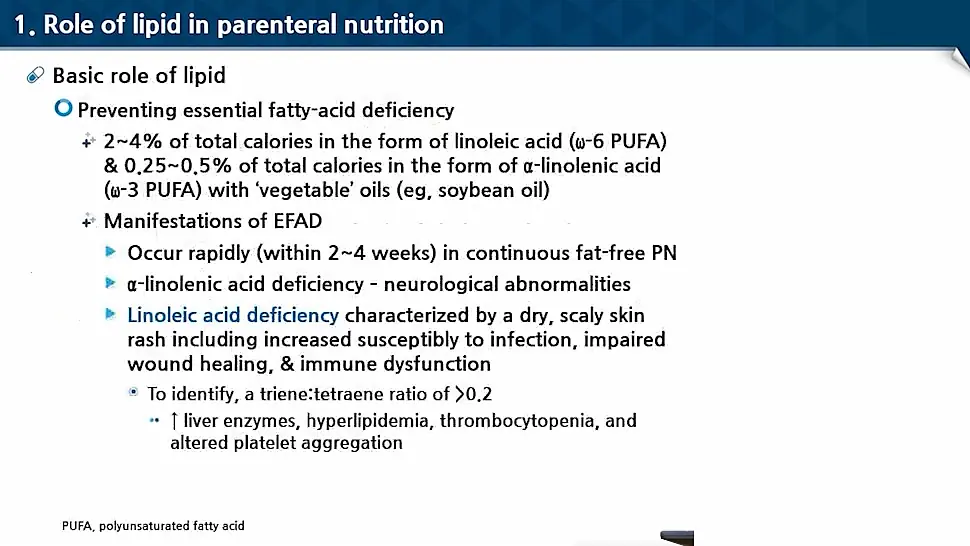 1. Role of lipid in parenteral nutrition
Basic role of lipid
Preventing essential fatty-acid deficiency
2~4% of total calories in the form of linoleic acid (ω-6 PUFA)
& 0.25~0.5% of total calories in the form of α-linolenic acid
(ω-3 PUFA) with ‘vegetable’ oils (eg, soybean oil)
Manifestations of EFAD
Occur rapidly (within 2~4 weeks) in continuous fat-free PN
α-linolenic acid deficiency - neurological abnormalities
Linoleic acid deficiency characterized by a dry, scaly skin
rash including increased susceptibly to infection, impaired
wound healing, & immune dysfunction
To identify, a triene:tetraene ratio of >0.2
↑ liver enzymes, hyperlipidemia, thrombocytopenia, and
altered platelet aggregation
PUFA, polyunsaturated fatty acid